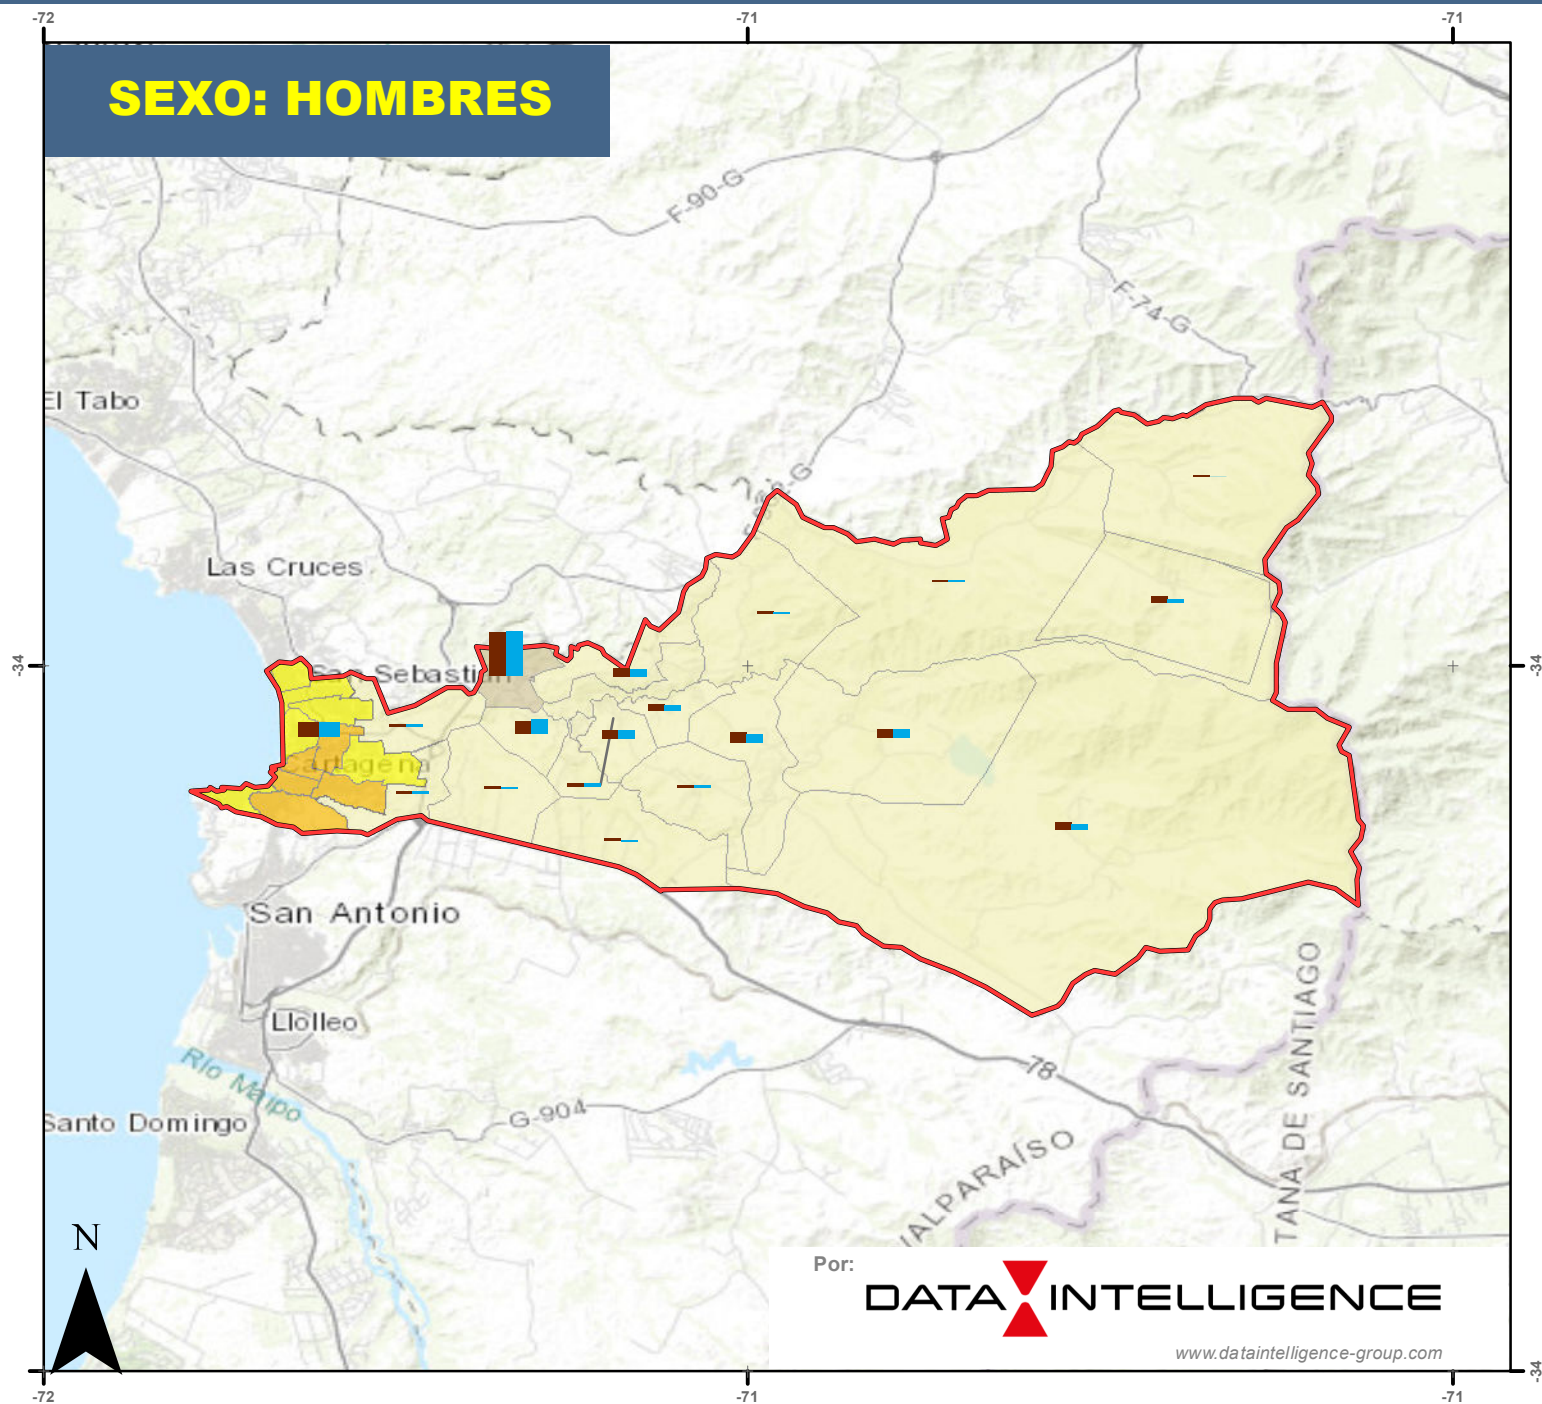 -72
-71
-71
SEXO: HOMBRES
F-90-G
F-74-G
El Tabo
Las Cruces
-34
-34
San Sebastián
Cartagena
San Antonio
Llolleo
Río Maipo
78
G-904
Santo Domingo
VALPARAÍSO
TANA DE SANTIAGO
N
Por:
DATA INTELLIGENCE
www.dataintelligence-group.com
-34
-72
-71
-71